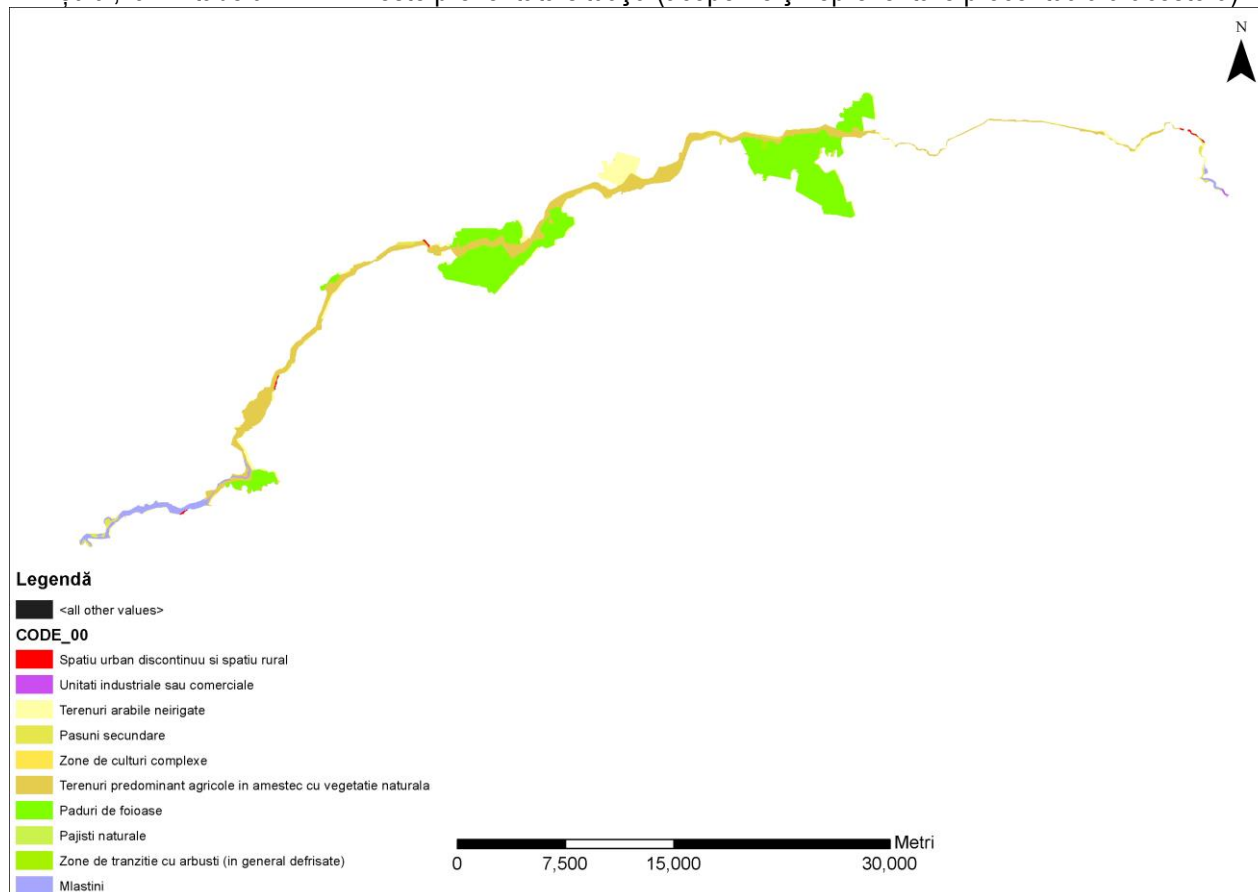 N
Legendă
<all other values>
CODE_00
Spatiu urban discontinuu si spatiu rural
Unitati industriale sau comerciale
Terenuri arabile neirigate
Pasuni secundare
Zone de culturi complexe
Terenuri predominant agricole in amestec cu vegetatie naturala
Paduri de foioase
Pajisti naturale
Zone de tranzitie cu arbusti (in general defrisate)
Mlastini
Metri
0 7,500 15,000 30,000